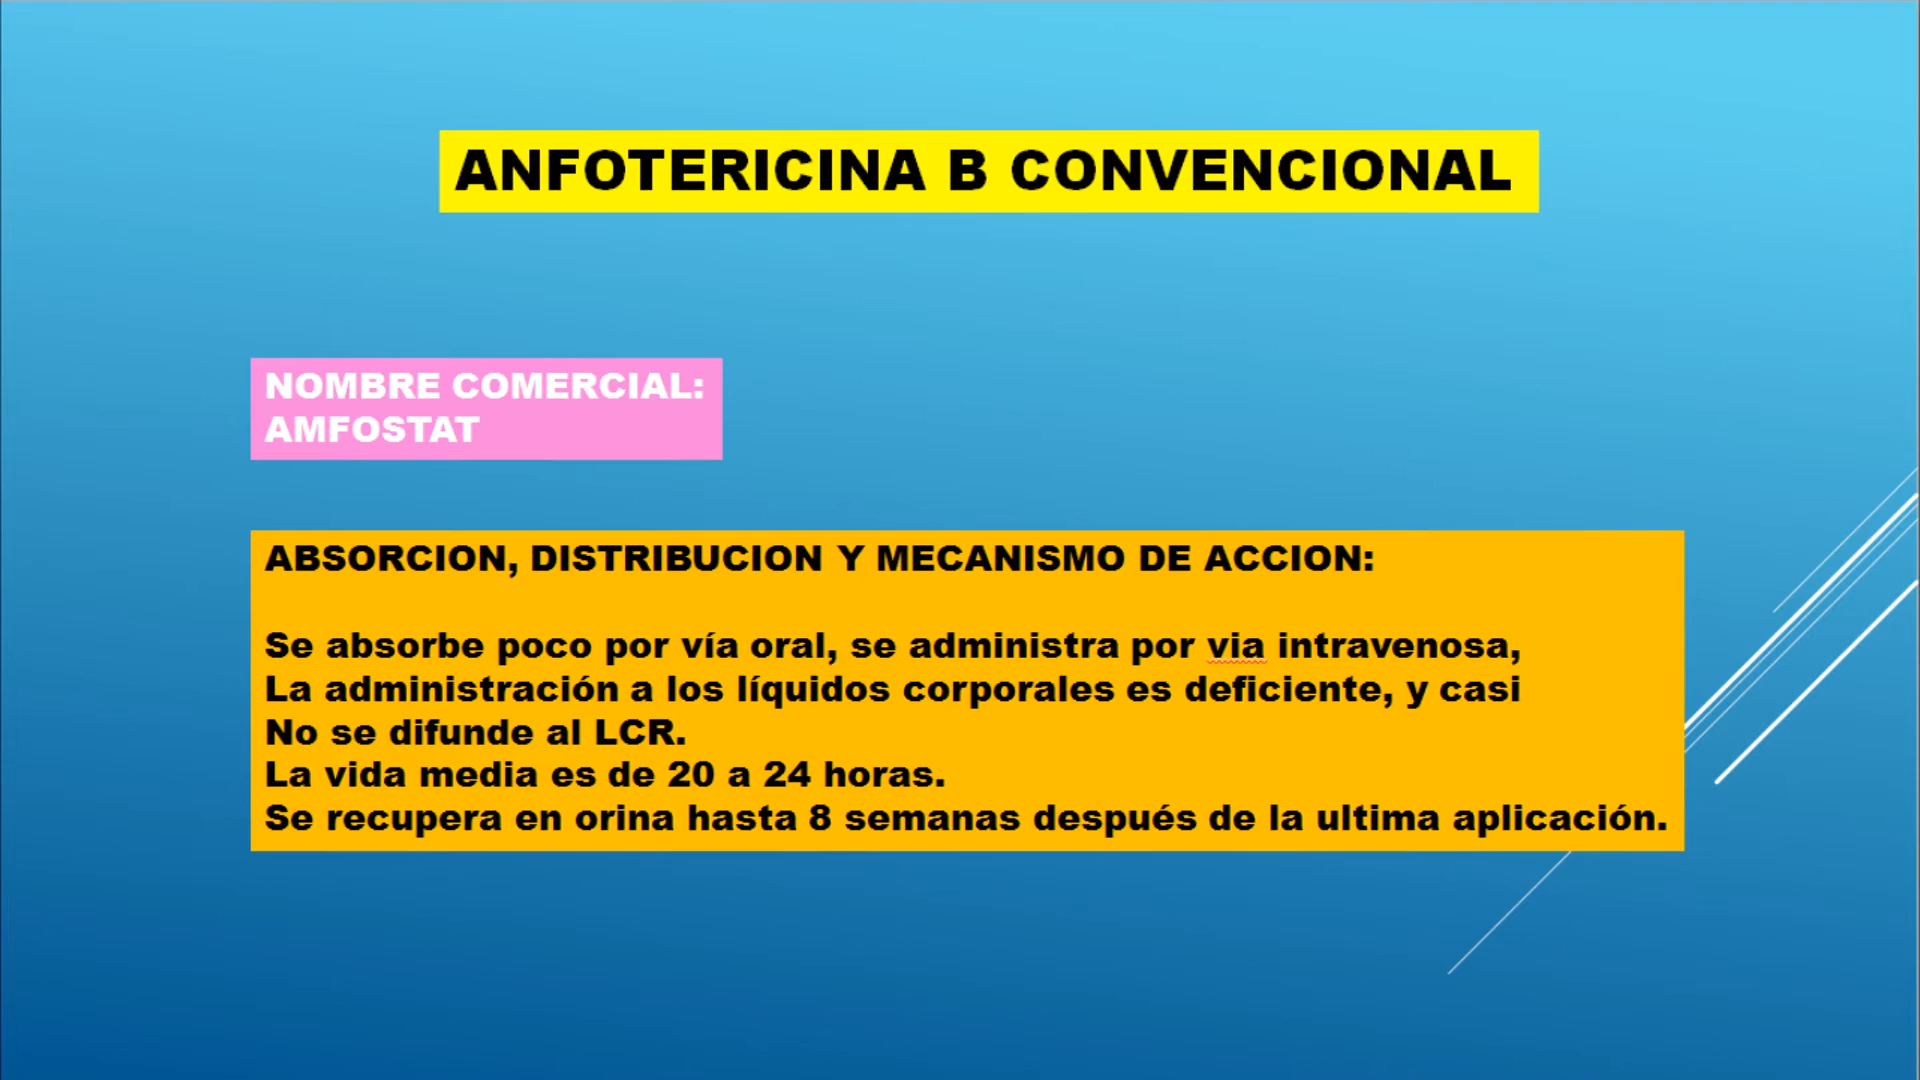 ANFOTERICINA B CONVENCIONAL
NOMBRE COMERCIAL:
AMFOSTAT
ABSORCION, DISTRIBUCION Y MECANISMO DE ACCION:
Se absorbe poco por vía oral, se administra por via intravenosa,
La administración a los líquidos corporales es deficiente, y casi
No se difunde al LCR.
La vida media es de 20 a 24 horas.
Se recupera en orina hasta 8 semanas después de la ultima aplicación.